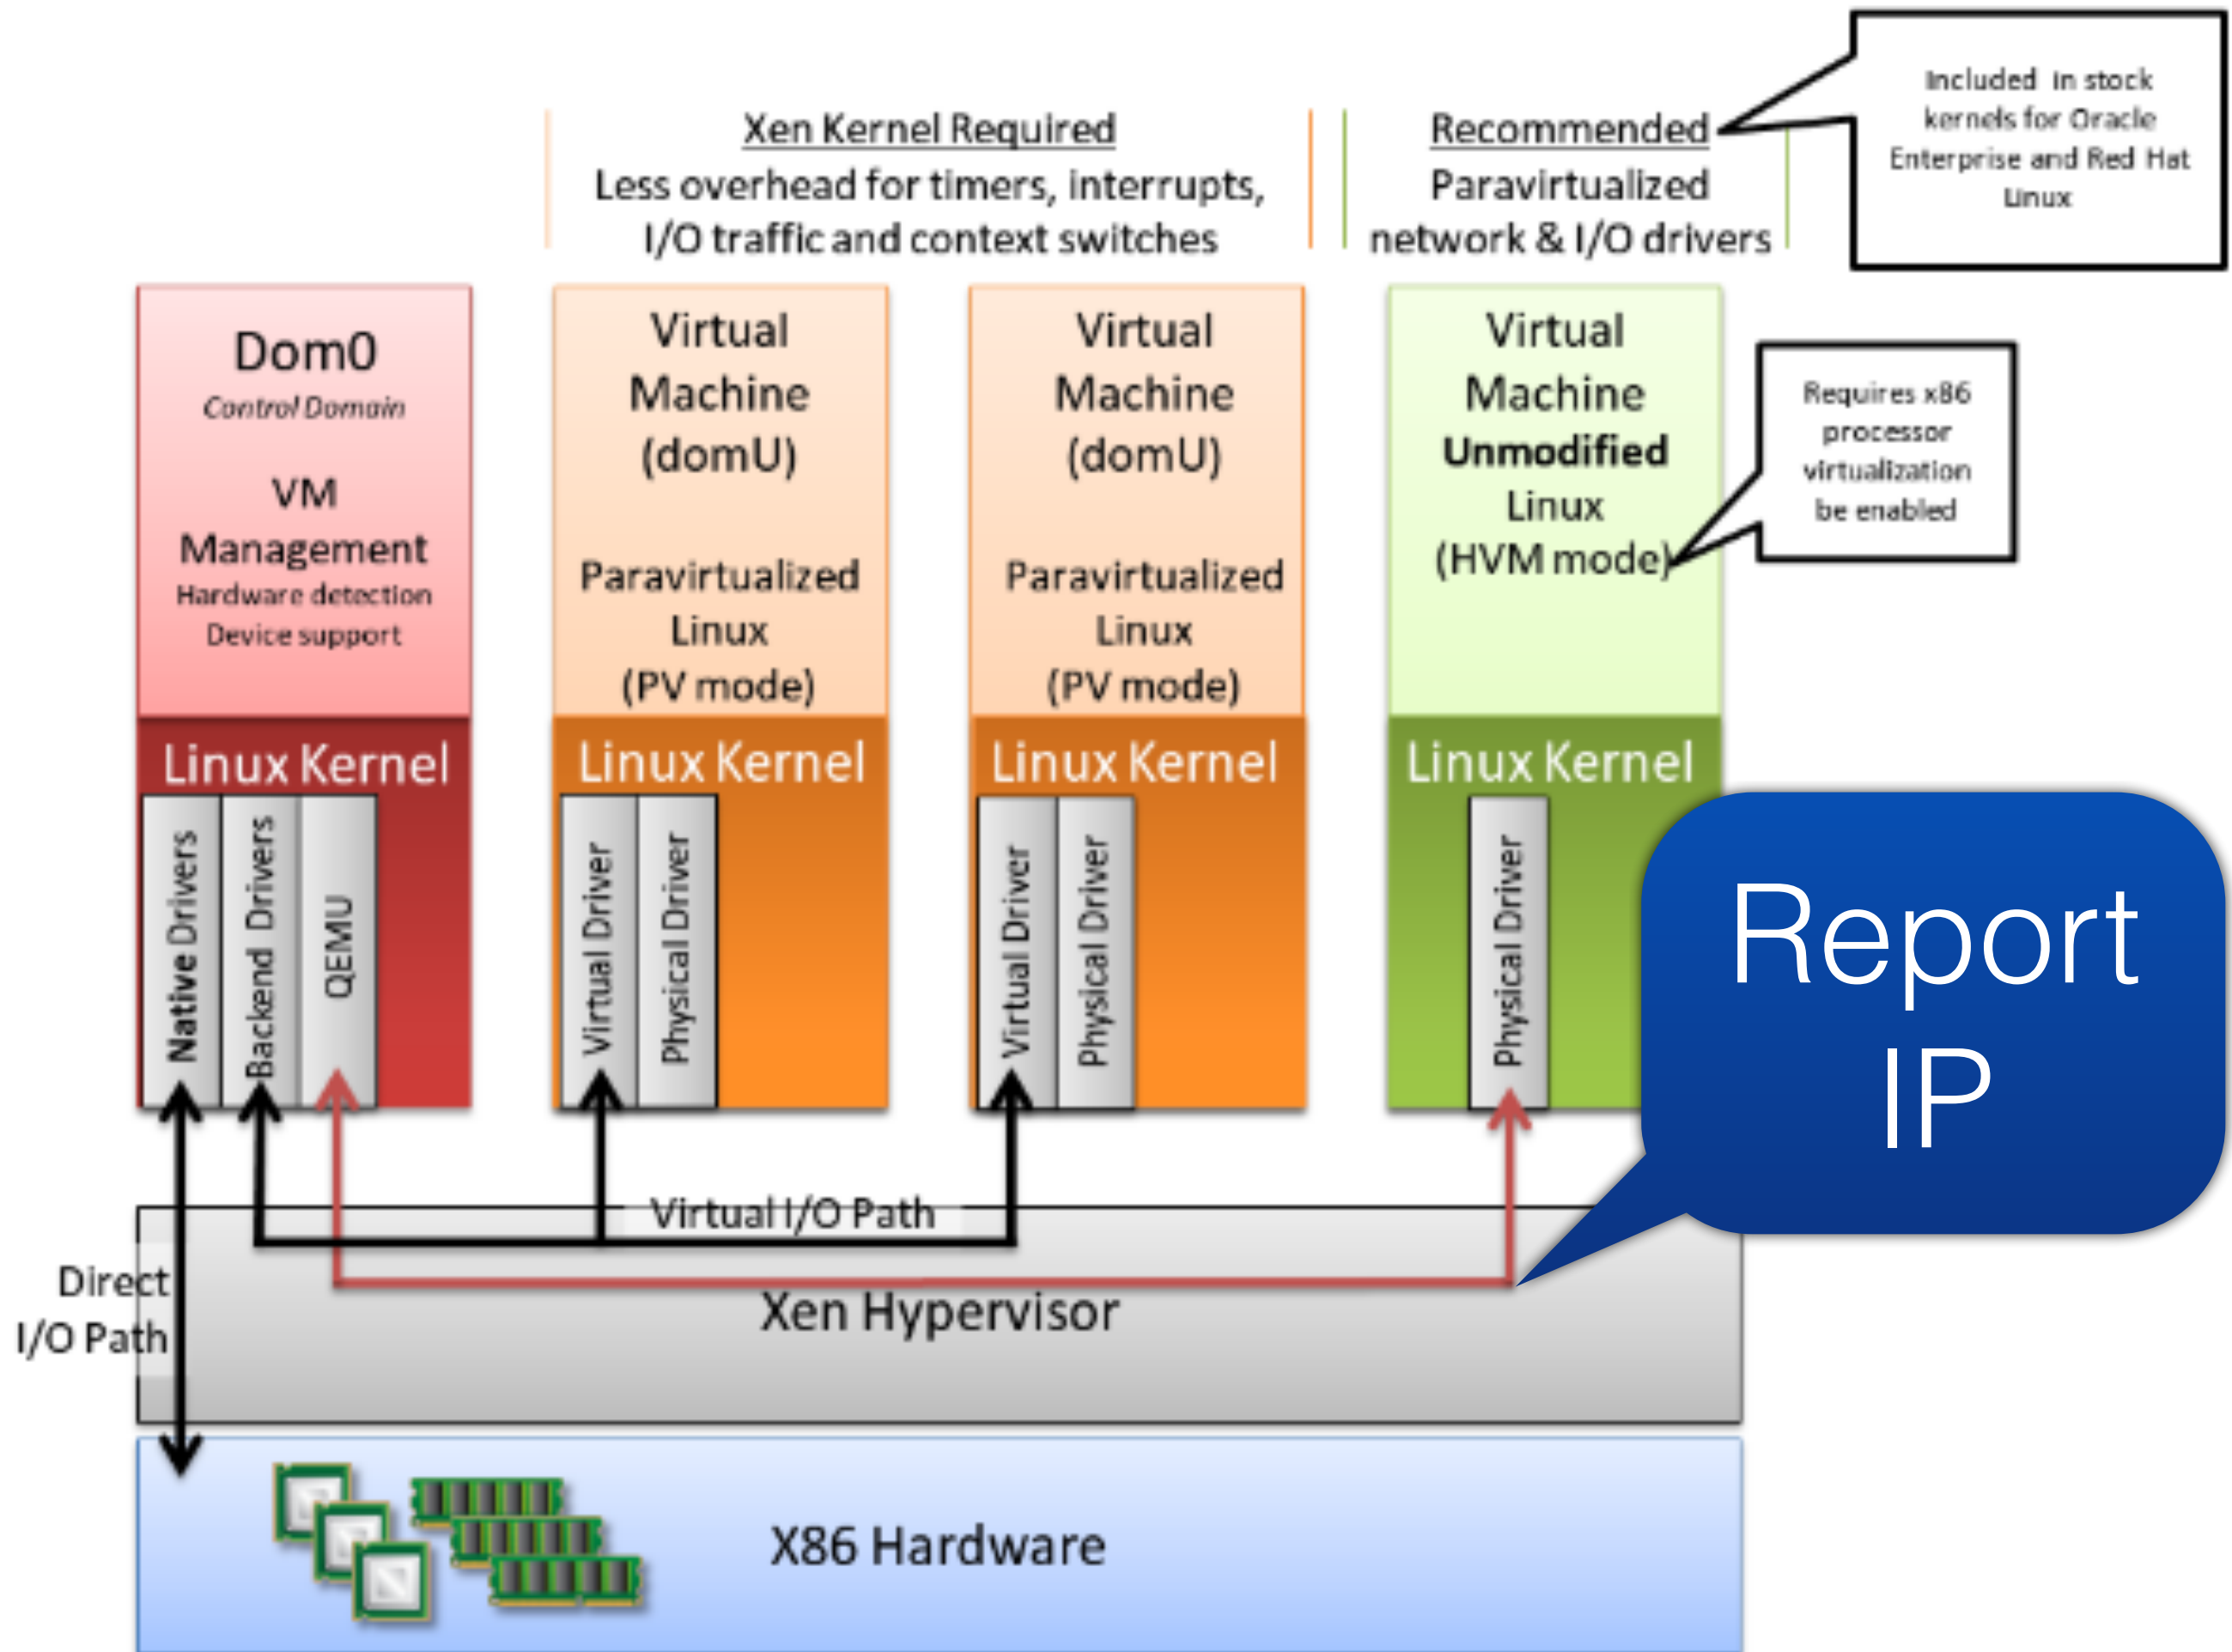 Included in stock
kernels for Oracle
Enterprise and Red Hat
Linux
Xen Kernel Required
Less overhead for timers, interrupts,
I/O traffic and context switches
Recommended
Paravirtualized
network & I/O drivers
Dom0
Control Domain
VM
Management
Hardware detection
Device support
Linux Kernel
Native Drivers
Backend Drivers
QEMU
Virtual
Machine
(domU)
Paravirtualized
Linux
(PV mode)
Linux Kernel
Virtual Driver
Physical Driver
Virtual
Machine
(domU)
Paravirtualized
Linux
(PV mode)
Linux Kernel
Virtual Driver
Physical Driver
Virtual
Machine
Unmodified
Linux
(HVM mode)
Linux Kernel
Physical Driver
Requires x86
processor
virtualization
be enabled
Report
IP
Virtual I/O Path
Direct
I/O Path
Xen Hypervisor
X86 Hardware